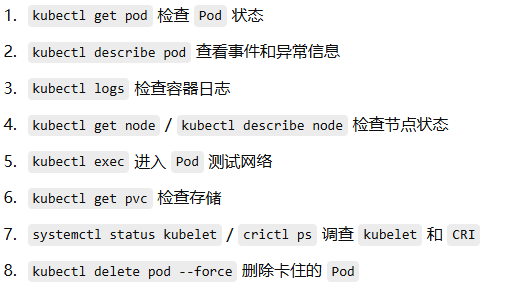 1. kubectl get pod 检查 Pod 状态
2. kubectl describe pod 查看事件和异常信息
3. kubectl logs 检查容器日志
4. kubectl get node / kubectl describe node 检查节点状态
5. kubectl exec 进入 Pod 测试网络
6. kubectl get pvc 检查存储
7. systemctl status kubelet / crictl ps 调查 kubelet 和 CRI
8. kubectl delete pod --force 删除卡住的 Pod